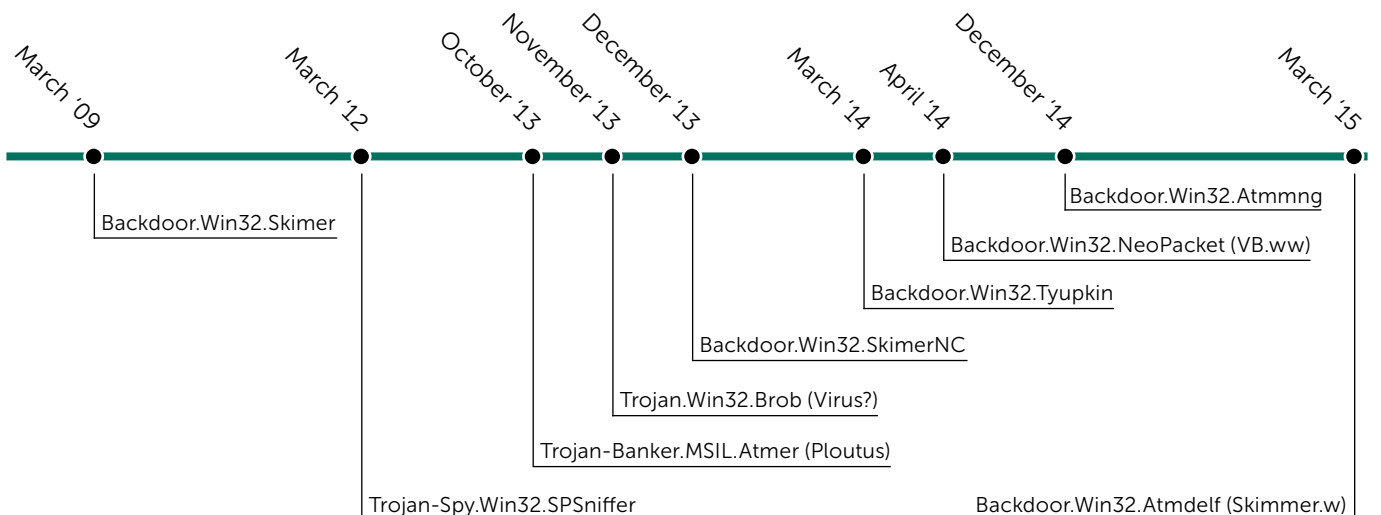 March ‘09
March ‘12
October ‘13
November ‘13
December ‘13
March ‘14
April ‘14
December ‘14
March ‘15
Backdoor.Win32.Skimer
Backdoor.Win32.Atmmng
Backdoor.Win32.NeoPacket (VB.ww)
Backdoor.Win32.Tyupkin
Backdoor.Win32.SkimerNC
Trojan.Win32.Brob (Virus?)
Trojan-Banker.MSIL.Atmer (Ploutus)
Trojan-Spy.Win32.SPSniffer
Backdoor.Win32.Atmdelf (Skimmer.w)